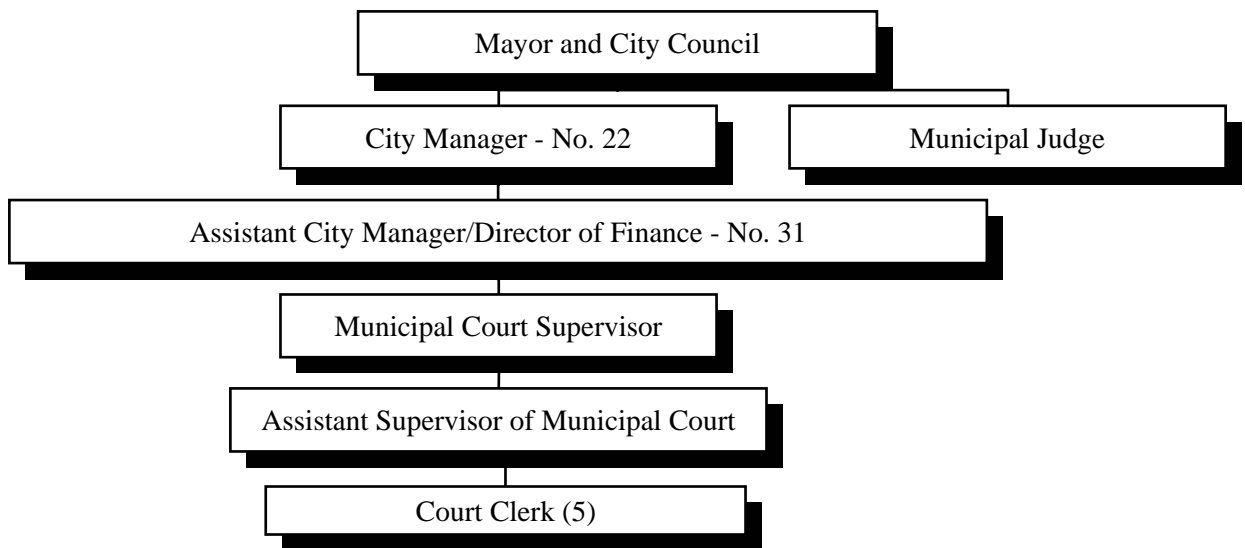 Mayor and City Council
City Manager - No. 22
Municipal Judge
Assistant City Manager/Director of Finance - No. 31
Municipal Court Supervisor
Assistant Supervisor of Municipal Court
Court Clerk (5)